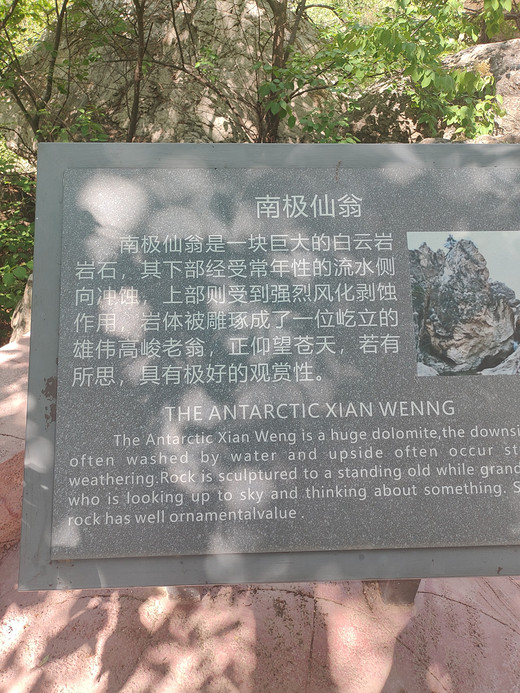 南极仙翁
南极仙翁是一块巨大的白云岩
岩石，其下部经受常年性的流水侧
向冲蚀，上部则受到强烈风化剥蚀
作用，岩体被雕琢成了一位屹立的
雄伟高峻老翁，正仰望苍天，若有
所思，具有极好的观赏性。
THE ANTARCTIC XIAN WENNG
The Antarctic Xian Weng is a huge dolomite,the
often washed by water and upside often occur
weathering.Rock is sculptured to a standing old while
who is looking up to sky and thinking about something.
rock has well ornamentalvalue .